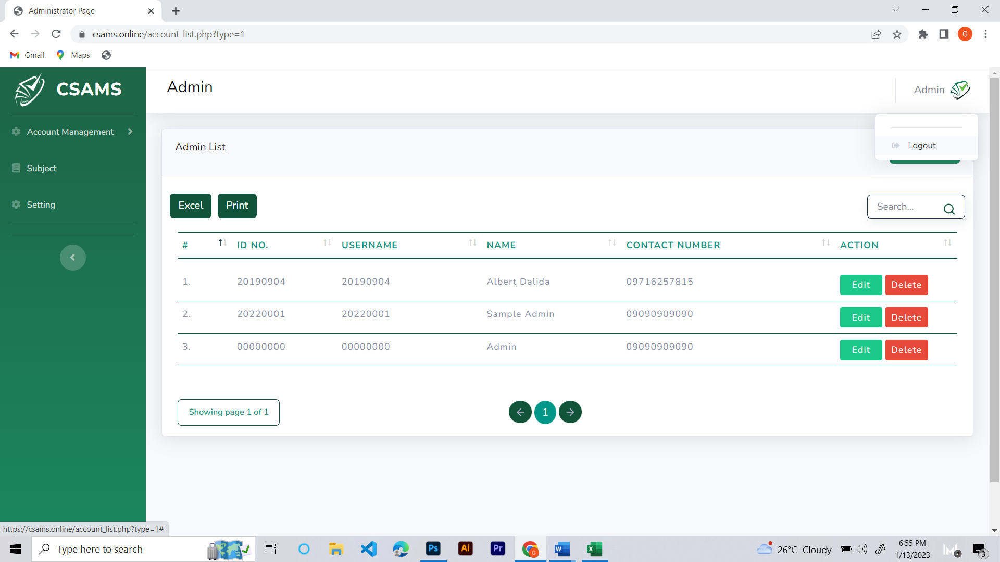 Administrator Page
csams.online/account_list.php?type=1
G
Gmail
Maps
CSAMS
Admin
Admin
Account Management
Admin List
Logout
Subject
Setting
Excel
Print
Search...
# ID NO. USERNAME NAME CONTACT NUMBER ACTION
1. 20190904 20190904 Albert Dalida 09716257815 Edit Delete
2. 20220001 20220001 Sample Admin 09090909090 Edit Delete
3. 00000000 00000000 Admin 09090909090 Edit Delete
Showing page 1 of 1
1
https://csams.online/account_list.php?type=1#
Type here to search
Ps
Ai
Pr
G
W
X
26°C Cloudy
6:55 PM
1/13/2023
3
3